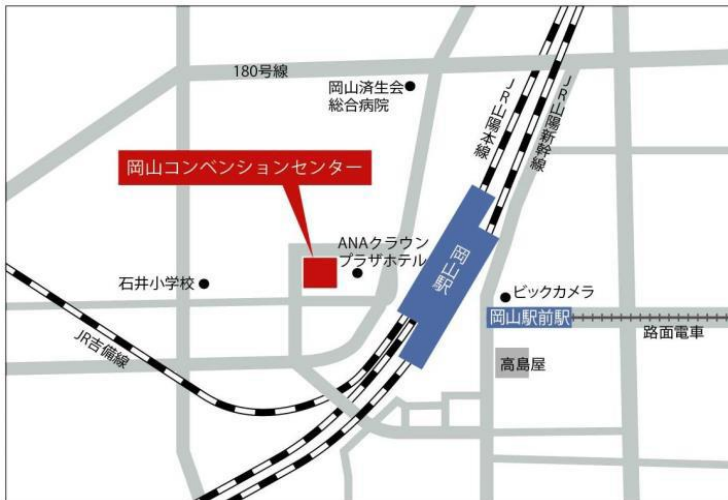 180号線
岡山済生会
総合病院
JR山陽本線
JR山陽新幹線
岡山コンベンションセンター
ANAクラウン
プラザホテル
岡山駅
石井小学校
ビックカメラ
岡山駅前駅
路面電車
JR吉備線
高島屋